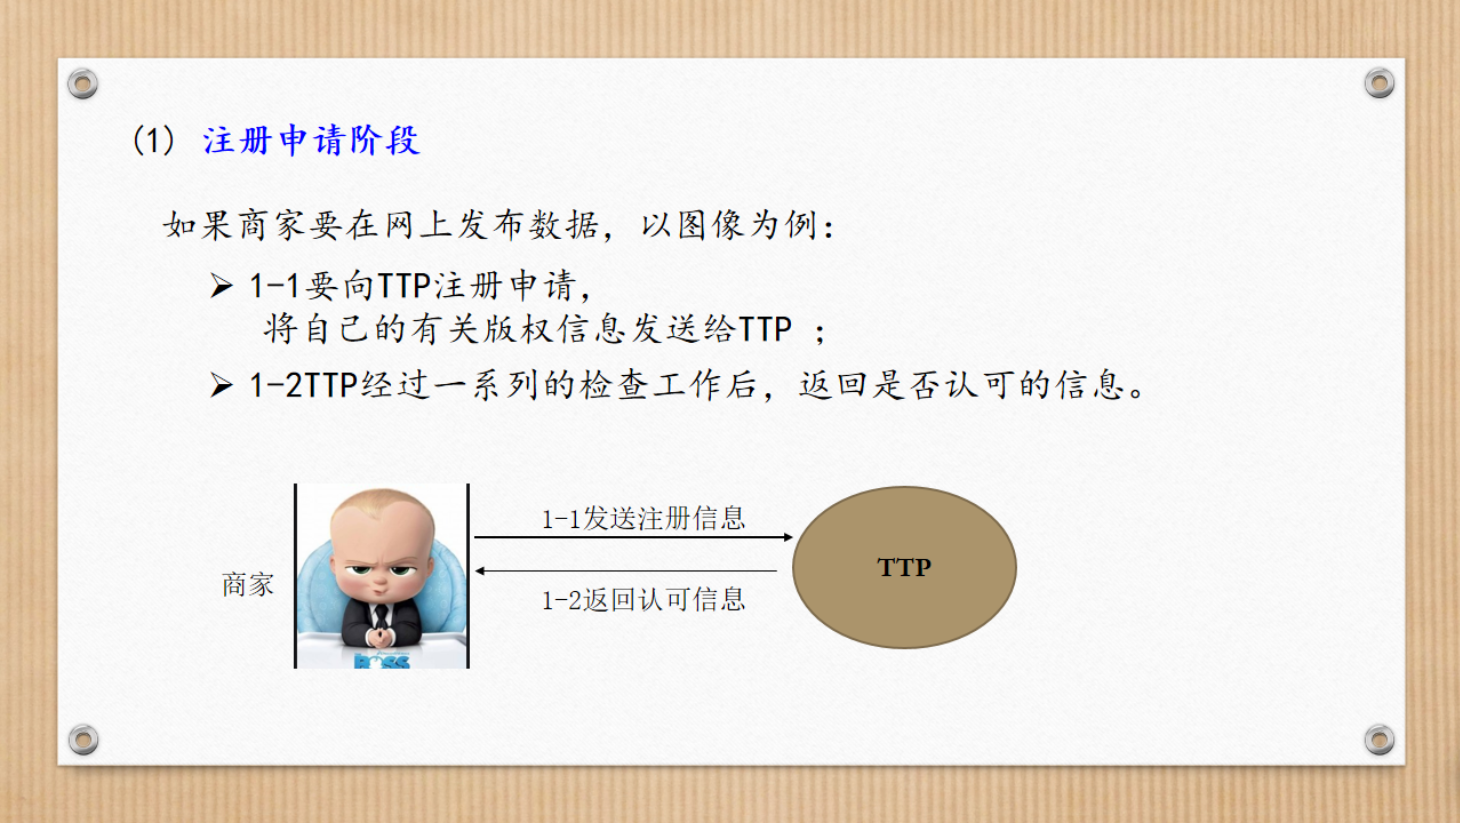 (1) 注册申请阶段
如果商家要在网上发布数据，以图像为例：
➢ 1-1要向TTP注册申请，
将自己的有关版权信息发送给TTP ；
➢ 1-2TTP经过一系列的检查工作后，返回是否认可的信息。
1-1发送注册信息
TTP
商家
1-2返回认可信息
BOSS